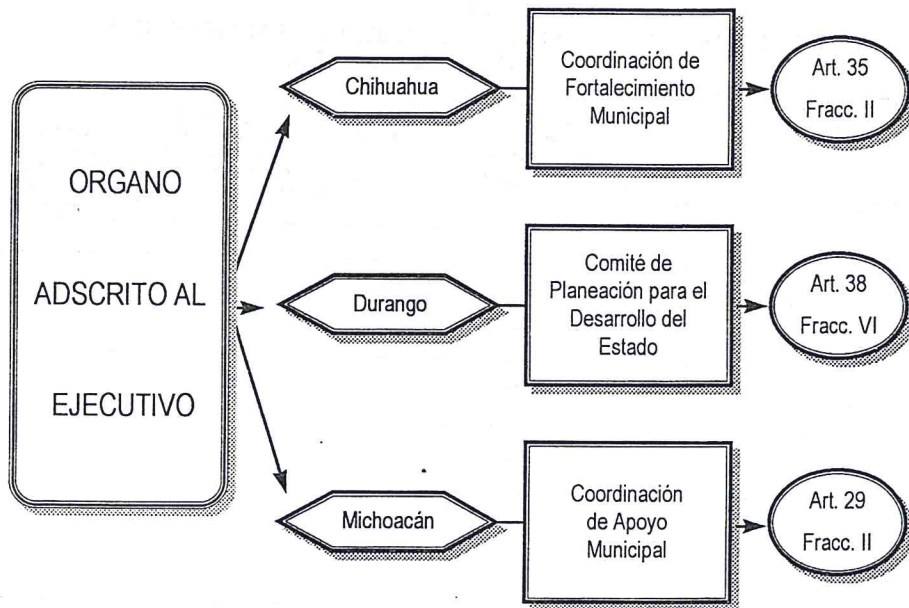 ORGANO
ADSCRITO AL
EJECUTIVO
Chihuahua
Coordinación de
Fortalecimiento
Municipal
Art. 35
Fracc. II
Durango
Comité de
Planeación para el
Desarrollo del
Estado
Art. 38
Fracc. VI
Michoacán
Coordinación
de Apoyo
Municipal
Art. 29
Fracc. II